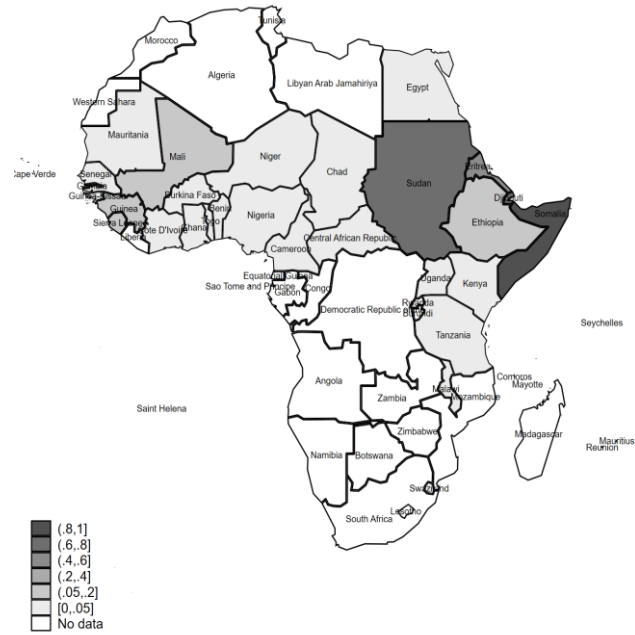 Tunisia
Morocco
Algeria
Libyan Arab Jamahiriya
Egypt
Western Sahara
Mauritania
Mali
Niger
Chad
Sudan
Eritrea
Cape Verde
Senegal
Guinea
Burkina Faso
Benin
Nigeria
Djibouti
Somalia
Ethiopia
Sierra Leone
Liberia
Cote D'Ivoire
Ghana
Togo
Cameroon
Central African Republic
Equatorial Guinea
Sao Tome and Principe
Gabon
Congo
Democratic Republic of
Uganda
Kenya
Rwanda
Burundi
Tanzania
Seychelles
Comoros
Mayotte
Angola
Malawi
Zambia
Mozambique
Saint Helena
Zimbabwe
Madagascar
Mauritius
Reunion
Namibia
Botswana
Swaziland
Lesotho
South Africa
(.8,1]
(.6,.8]
(.4,.6]
(.2,.4]
(.05,.2]
[0,.05]
No data